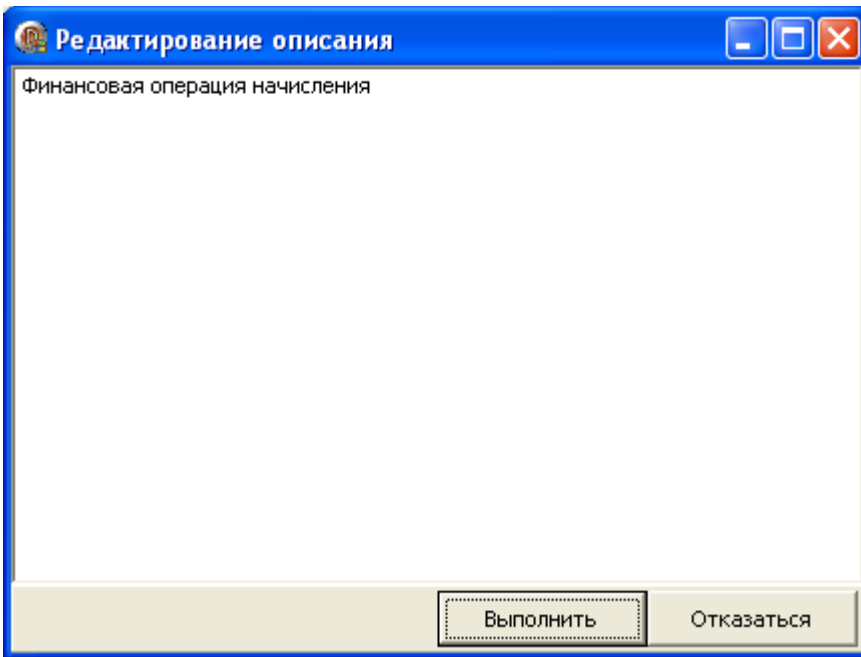 Редактирование описания
Финансовая операция начисления
Выполнить
Отказаться